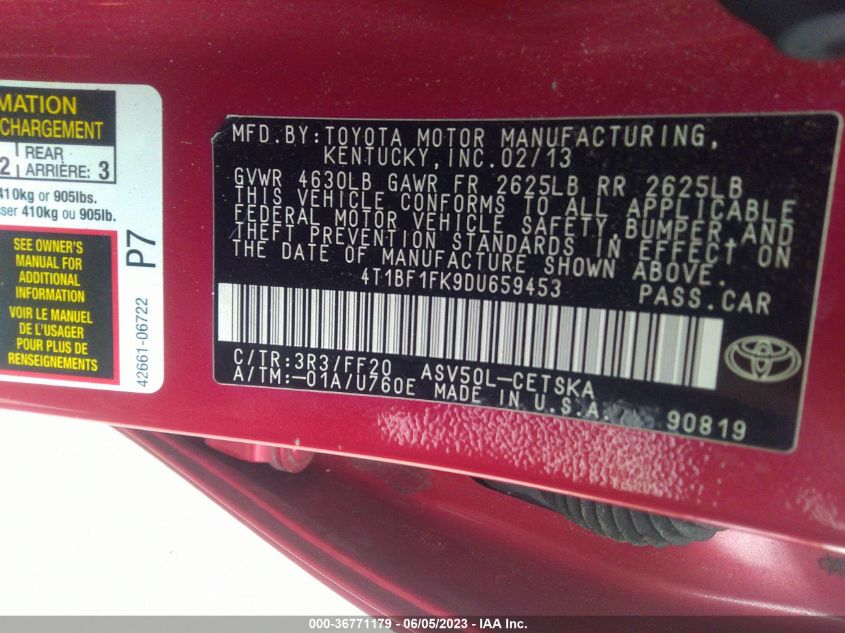 MATION
CHARGEMENT
2 REAR
ARRIÈRE: 3
410kg or 905lbs.
ser 410kg ou 905lb.
SEE OWNER'S
MANUAL FOR
ADDITIONAL
INFORMATION
VOIR LE MANUEL
DE L'USAGER
POUR PLUS DE
RENSEIGNEMENTS
P7
42661-06722
MFD.BY:TOYOTA MOTOR MANUFACTURING,
KENTUCKY,INC.02/13
GVWR 4630LB GAWR FR 2625LB RR 2625LB
THIS VEHICLE CONFORMS TO ALL APPLICABLE
FEDERAL MOTOR VEHICLE SAFETY,BUMPER,AND
THEFT PREVENTION STANDARDS IN EFFECT ON
THE DATE OF MANUFACTURE SHOWN ABOVE.
4T1BF1FK9DU659453
PASS.CAR
C/TR:3R3/FF20 ASV50L-CETSKA
A/TM:-01A/U760E MADE IN U.S.A.
90819
TOYOTA
000-36771179 - 06/05/2023 - © IAA Inc.